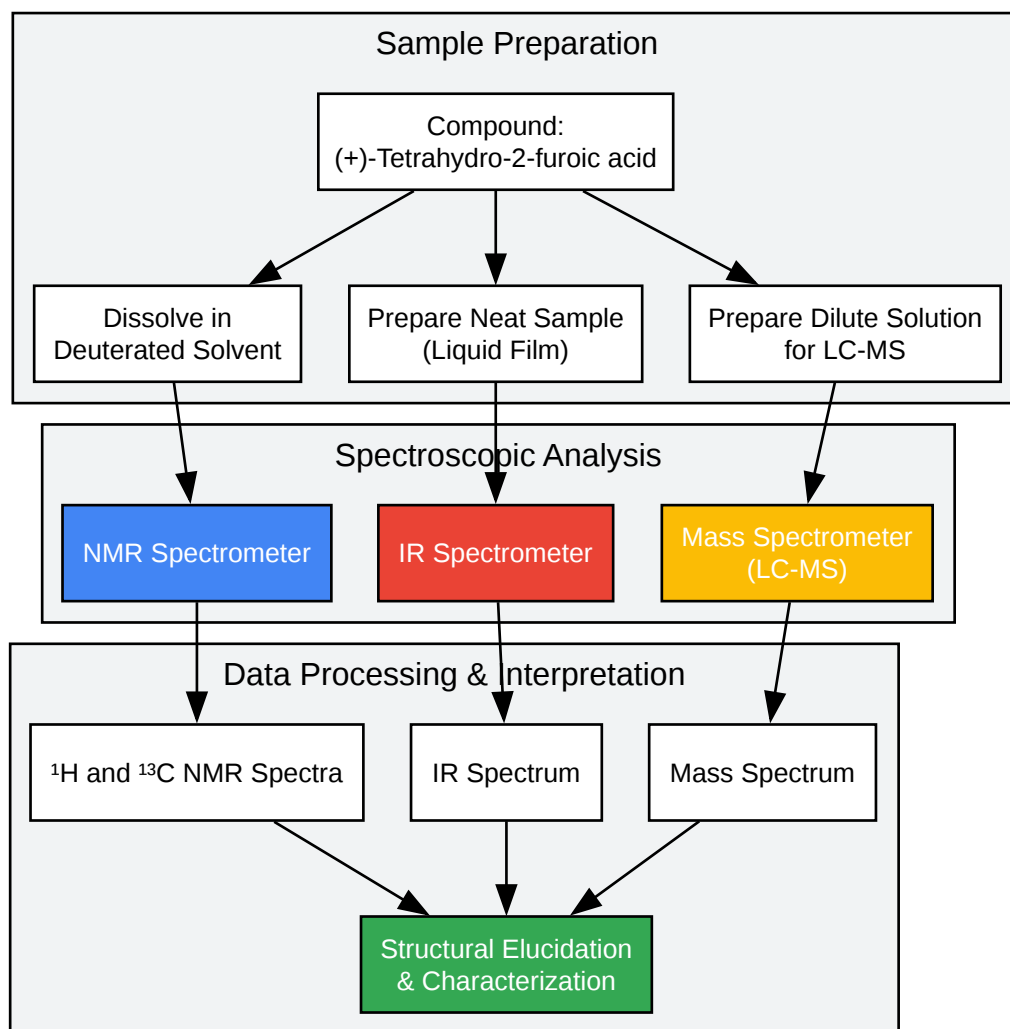 Sample Preparation
Compound:
(+)-Tetrahydro-2-furoic acid
Dissolve in
Deuterated Solvent
Prepare Neat Sample
(Liquid Film)
Prepare Dilute Solution
for LC-MS
Spectroscopic Analysis
NMR Spectrometer
IR Spectrometer
Mass Spectrometer
(LC-MS)
Data Processing & Interpretation
¹H and ¹³C NMR Spectra
IR Spectrum
Mass Spectrum
Structural Elucidation
& Characterization